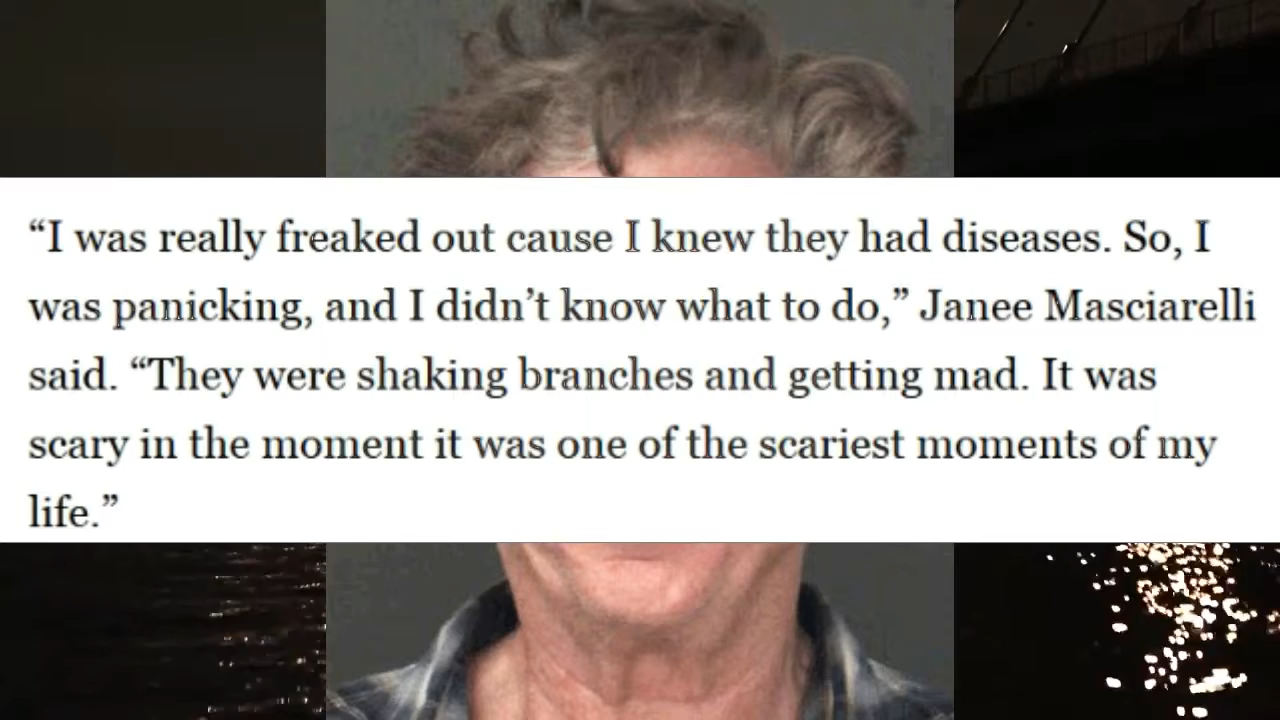 “I was really freaked out cause I knew they had diseases. So, I
was panicking, and I didn’t know what to do,” Janee Masciarelli
said. “They were shaking branches and getting mad. It was
scary in the moment it was one of the scariest moments of my
life.”